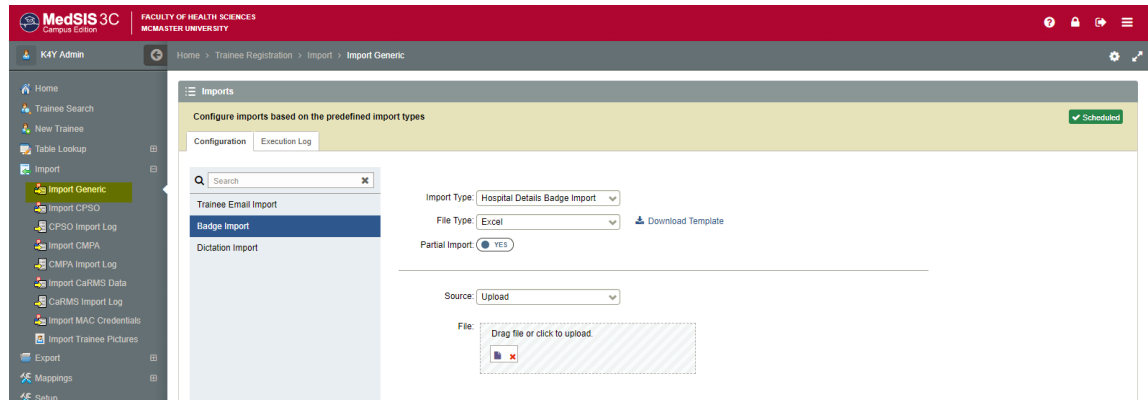 MedSIS 3C
Campus Edition
FACULTY OF HEALTH SCIENCES
MCMASTER UNIVERSITY
K4Y Admin
Home > Trainee Registration > Import > Import Generic
Home
Trainee Search
New Trainee
Table Lookup
Import
Import Generic
Import CPSO
CPSO Import Log
Import CMPA
CMPA Import Log
Import CaRMS Data
CaRMS Import Log
Import MAC Credentials
Import Trainee Pictures
Export
Mappings
Setup
Imports
Configure imports based on the predefined import types
Scheduled
Configuration
Execution Log
Search
Trainee Email Import
Badge Import
Dictation Import
Import Type: Hospital Details Badge Import
File Type: Excel
Download Template
Partial Import: YES
Source: Upload
File:
Drag file or click to upload.